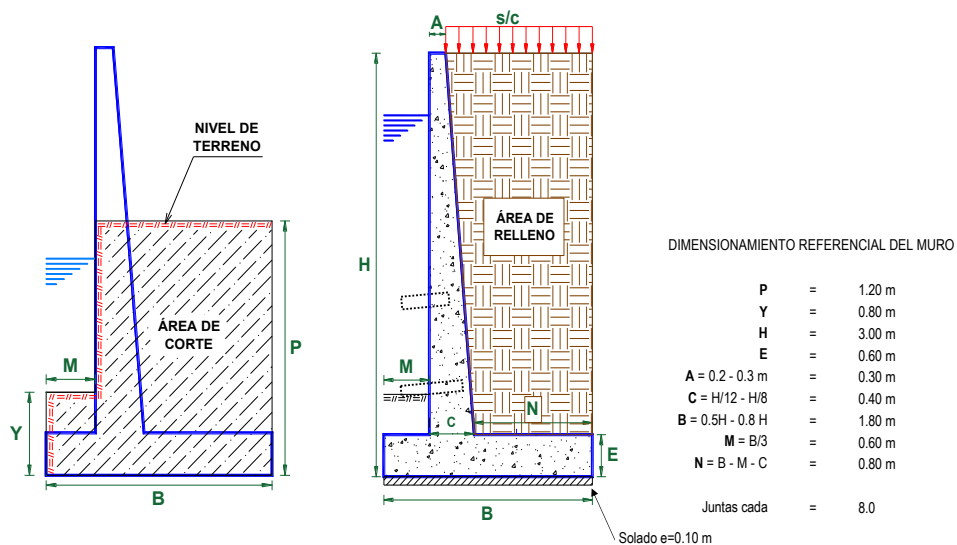 NIVEL DE
TERRENO
ÁREA DE
CORTE
M
Y
P
B
A
s/c
H
ÁREA DE
RELLENO
M
C
N
E
B
Solado e=0.10 m
DIMENSIONAMIENTO REFERENCIAL DEL MURO
P = 1.20 m
Y = 0.80 m
H = 3.00 m
E = 0.60 m
A = 0.2 - 0.3 m = 0.30 m
C = H/12 - H/8 = 0.40 m
B = 0.5H - 0.8 H = 1.80 m
M = B/3 = 0.60 m
N = B - M - C = 0.80 m
Juntas cada = 8.0